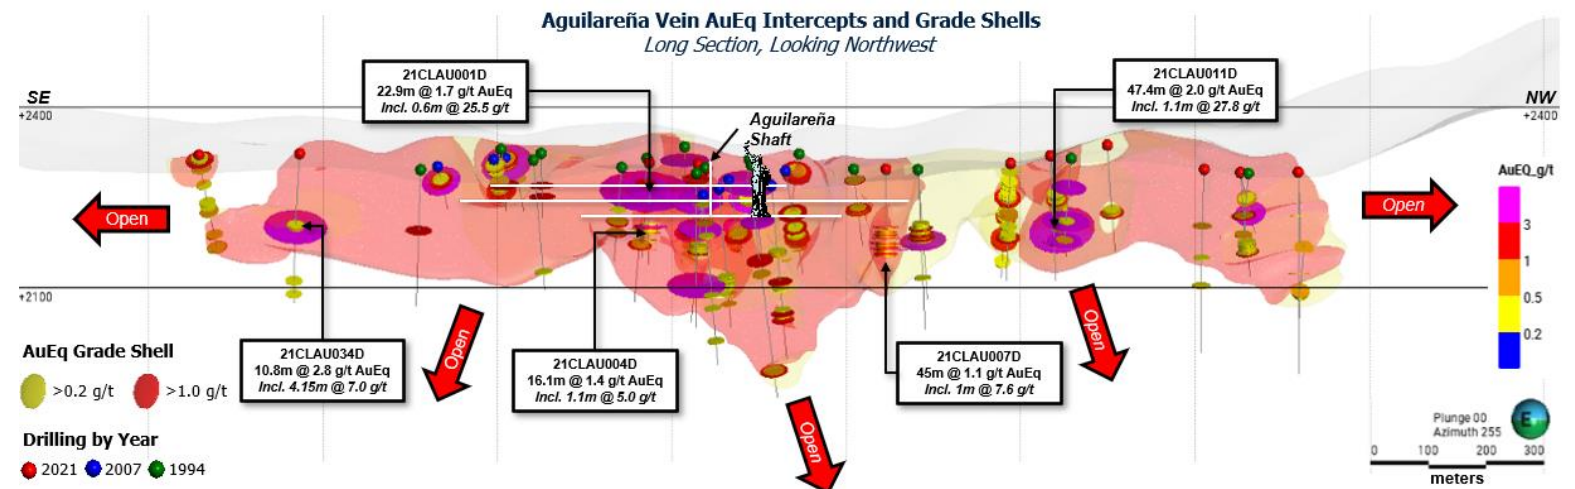 Aguilareña Vein AuEq Intercepts and Grade Shells
Long Section, Looking Northwest
SE
+2400
21CLAU001D
22.9m @ 1.7 g/t AuEq
Incl. 0.6m @ 25.5 g/t
Aguilareña
Shaft
21CLAU011D
47.4m @ 2.0 g/t AuEq
Incl. 1.1m @ 27.8 g/t
NW
+2400
Open
Open
AuEQ_g/t
3
1
0.5
0.2
+2100
Open
Open
Open
21CLAU034D
10.8m @ 2.8 g/t AuEq
Incl. 4.15m @ 7.0 g/t
21CLAU004D
16.1m @ 1.4 g/t AuEq
Incl. 1.1m @ 5.0 g/t
21CLAU007D
45m @ 1.1 g/t AuEq
Incl. 1m @ 7.6 g/t
AuEq Grade Shell
>0.2 g/t >1.0 g/t
Drilling by Year
2021 2007 1994
Plunge 00
Azimuth 255
E
0 100 200 300
meters